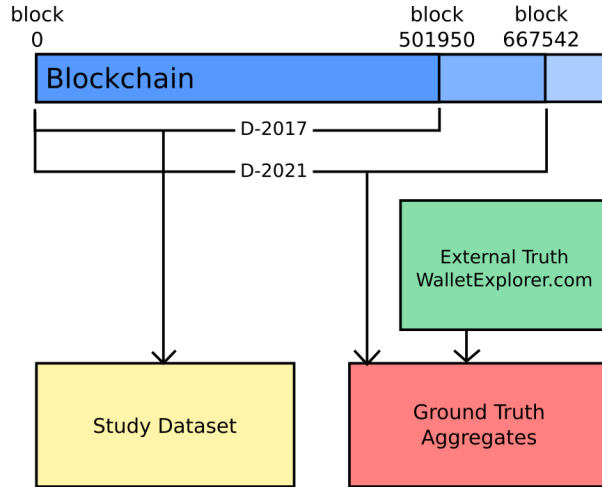 block
0
block
501950
block
667542
Blockchain
D-2017
D-2021
External Truth
WalletExplorer.com
Study Dataset
Ground Truth
Aggregates